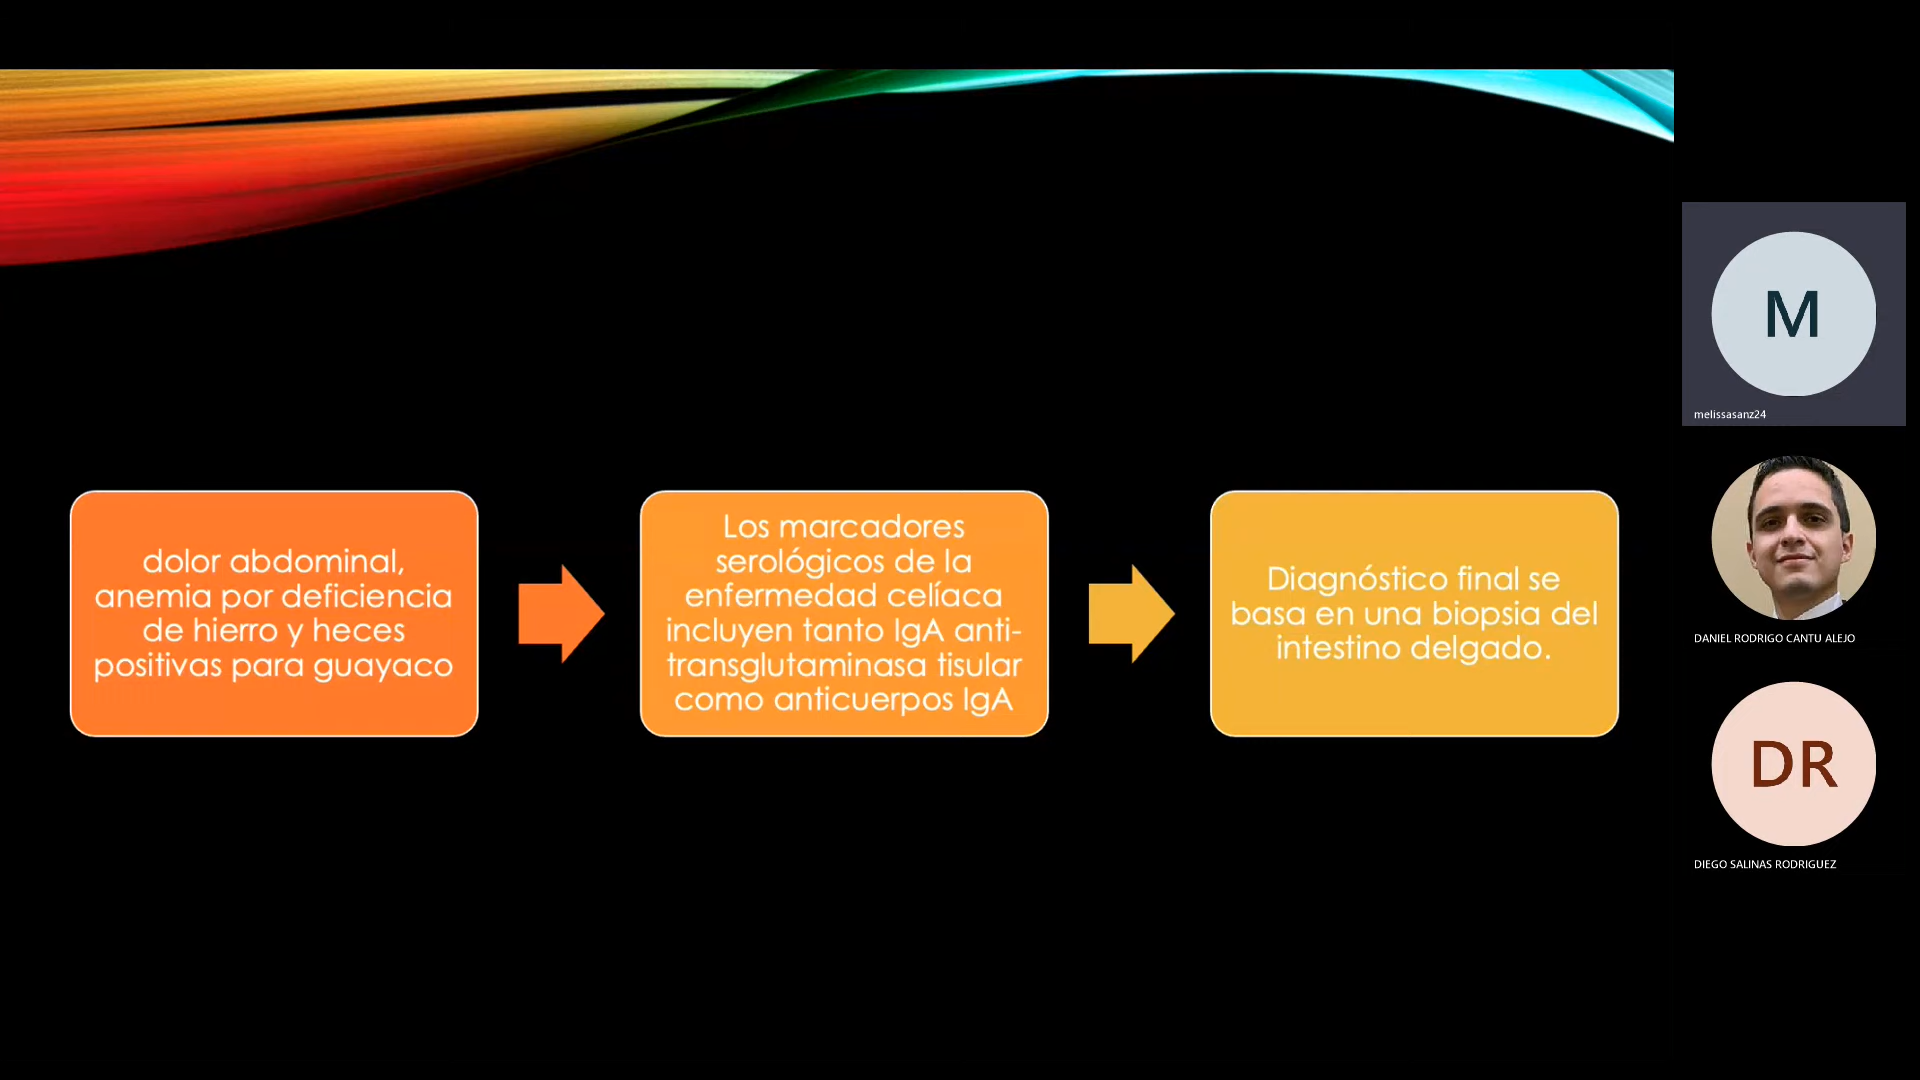 dolor abdominal,
anemia por deficiencia
de hierro y heces
positivas para guayaco
Los marcadores
serológicos de la
enfermedad celíaca
incluyen tanto IgA anti-
transglutaminasa tisular
como anticuerpos IgA
Diagnóstico final se
basa en una biopsia del
intestino delgado.
M
melissasanz24
DANIEL RODRIGO CANTU ALEJO
DR
DIEGO SALINAS RODRIGUEZ